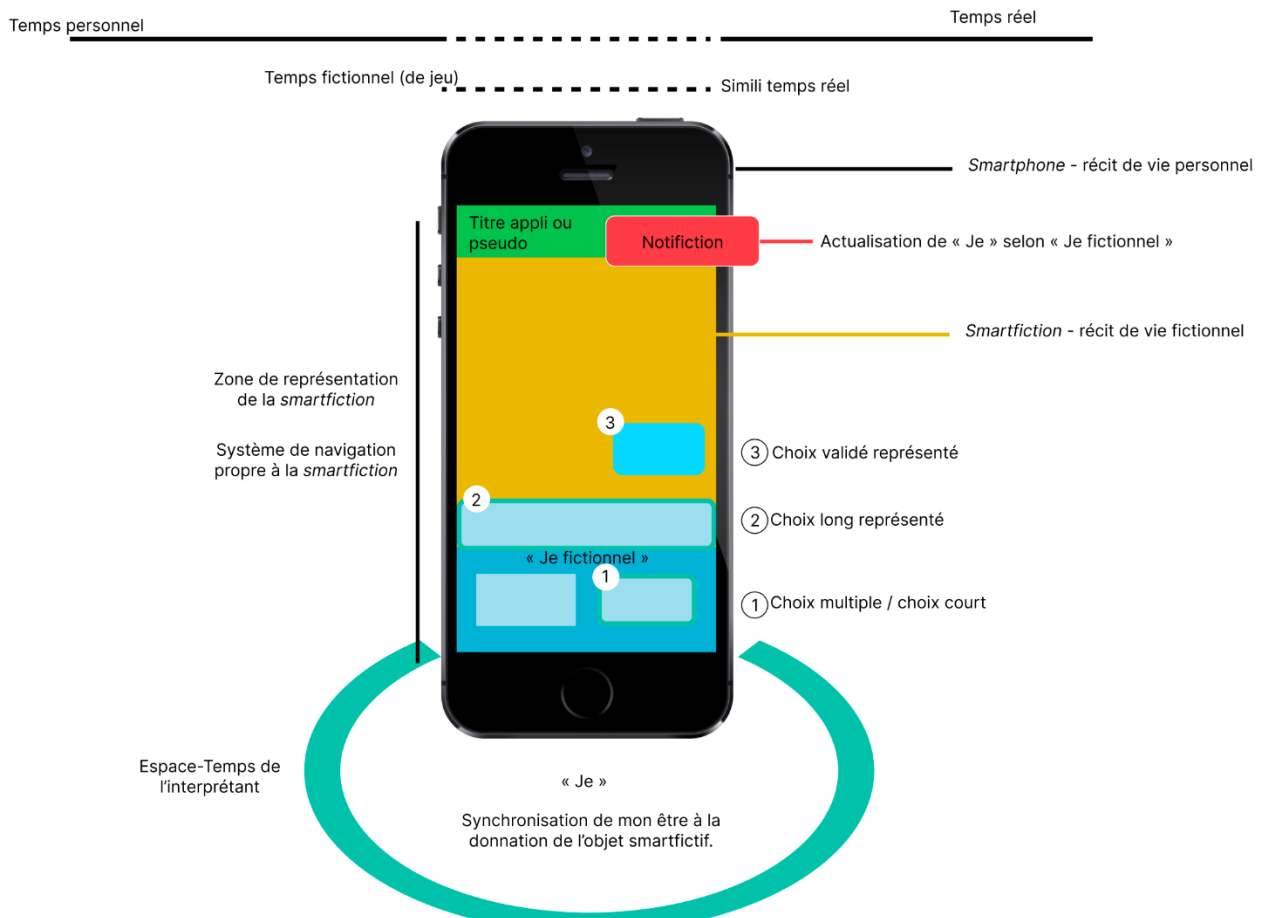 Temps personnel
Temps réel
Temps fictionnel (de jeu)
Simili temps réel
Smartphone - récit de vie personnel
Titre appli ou
pseudo
Notifiction
Actualisation de « Je » selon « Je fictionnel »
Smartfiction - récit de vie fictionnel
Zone de représentation
de la smartfiction
Système de navigation
propre à la smartfiction
3
3 Choix validé représenté
2
2 Choix long représenté
« Je fictionnel »
1
1 Choix multiple / choix court
Espace-Temps de
l'interprétant
« Je »
Synchronisation de mon être à la
donnation de l'objet smartfictif.